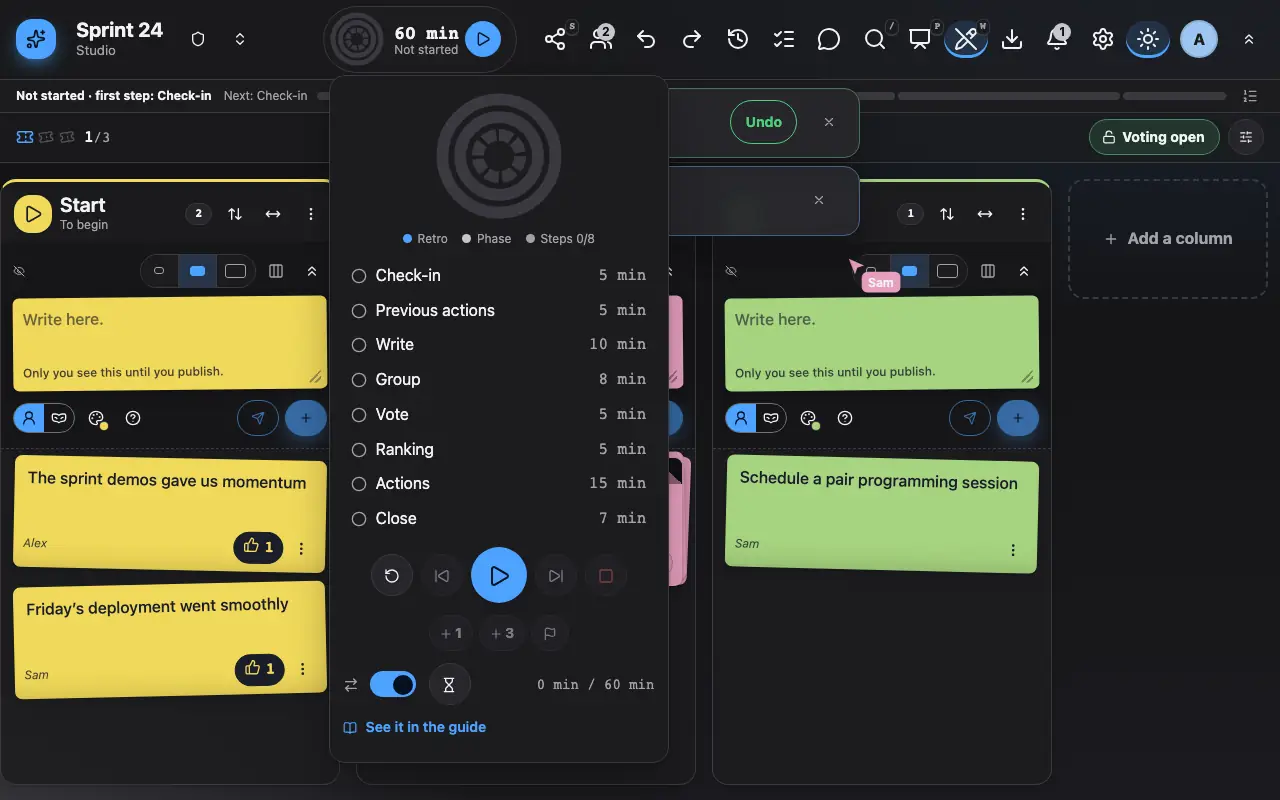 Sprint 24
Studio
60 min
Not started
S
2
/
P
W
1
A
Not started · first step: Check-in
Next: Check-in
1/3
Undo
Voting open
Retro
Phase
Steps 0/8
Check-in 5 min
Previous actions 5 min
Write 10 min
Group 8 min
Vote 5 min
Ranking 5 min
Actions 15 min
Close 7 min
+ 1
+ 3
0 min / 60 min
See it in the guide
Start
To begin
2
Write here.
Only you see this until you publish.
The sprint demos gave us momentum
Alex
1
Friday’s deployment went smoothly
Sam
1
1
Sam
Write here.
Only you see this until you publish.
Schedule a pair programming session
Sam
+ Add a column